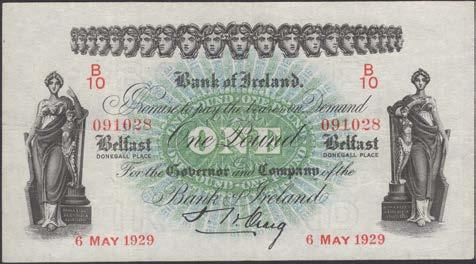 Bank of Ireland.
B
10
B
10
Promise to pay the Bearer on Demand
091028
091028
One Pound
ONE
Belfast
Belfast
DONEGALL PLACE
DONEGALL PLACE
For the Governor and Company of the
Bank of Ireland
6 MAY 1929
6 MAY 1929